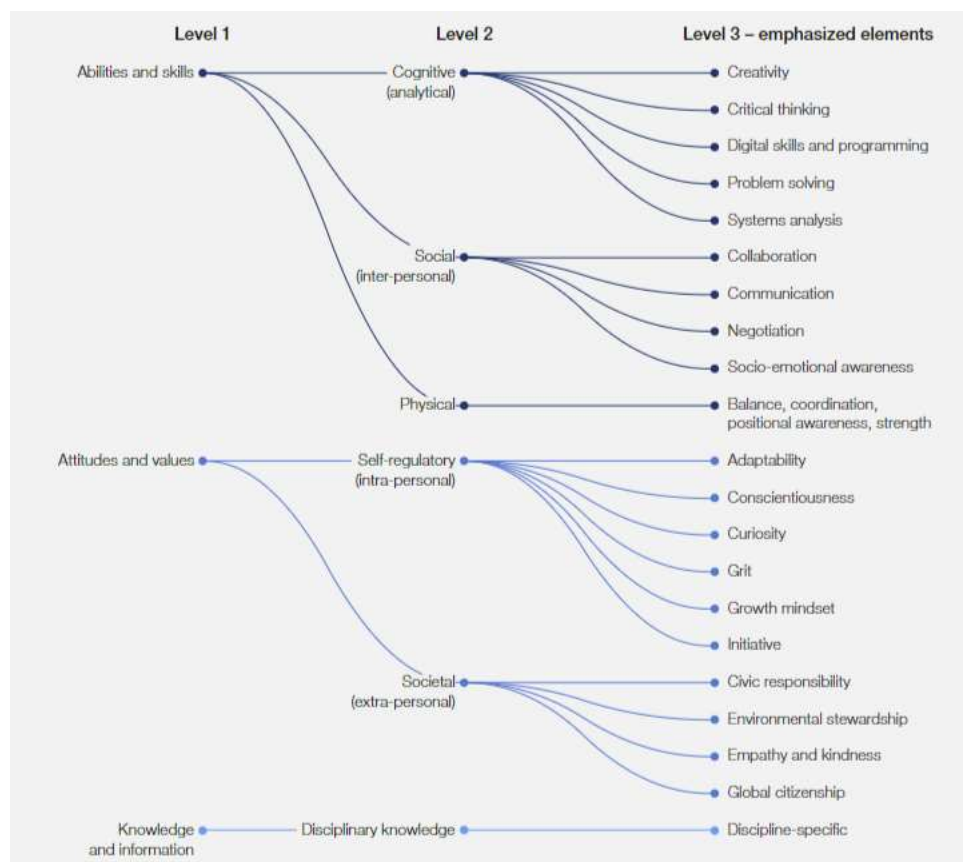 Level 1
Level 2
Level 3 – emphasized elements
Abilities and skills
Cognitive
(analytical)
Creativity
Critical thinking
Digital skills and programming
Problem solving
Systems analysis
Social
(inter-personal)
Collaboration
Communication
Negotiation
Socio-emotional awareness
Physical
Balance, coordination,
positional awareness, strength
Attitudes and values
Self-regulatory
(intra-personal)
Adaptability
Conscientiousness
Curiosity
Grit
Growth mindset
Initiative
Societal
(extra-personal)
Civic responsibility
Environmental stewardship
Empathy and kindness
Global citizenship
Knowledge
and information
Disciplinary knowledge
Discipline-specific